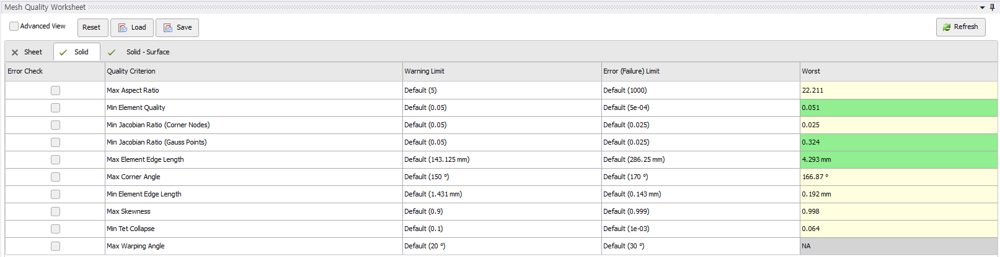 Mesh Quality Worksheet
Advanced View Reset Load Save Refresh
Sheet Solid Solid - Surface
Error Check Quality Criterion Warning Limit Error (Failure) Limit Worst
Max Aspect Ratio Default (5) Default (1000) 22.211
Min Element Quality Default (0.05) Default (5e-04) 0.051
Min Jacobian Ratio (Corner Nodes) Default (0.05) Default (0.025) 0.025
Min Jacobian Ratio (Gauss Points) Default (0.05) Default (0.025) 0.324
Max Element Edge Length Default (143.125 mm) Default (286.25 mm) 4.293 mm
Max Corner Angle Default (150 °) Default (170 °) 166.87 °
Min Element Edge Length Default (1.431 mm) Default (0.143 mm) 0.192 mm
Max Skewness Default (0.9) Default (0.999) 0.998
Min Tet Collapse Default (0.1) Default (1e-03) 0.064
Max Warping Angle Default (20 °) Default (30 °) NA